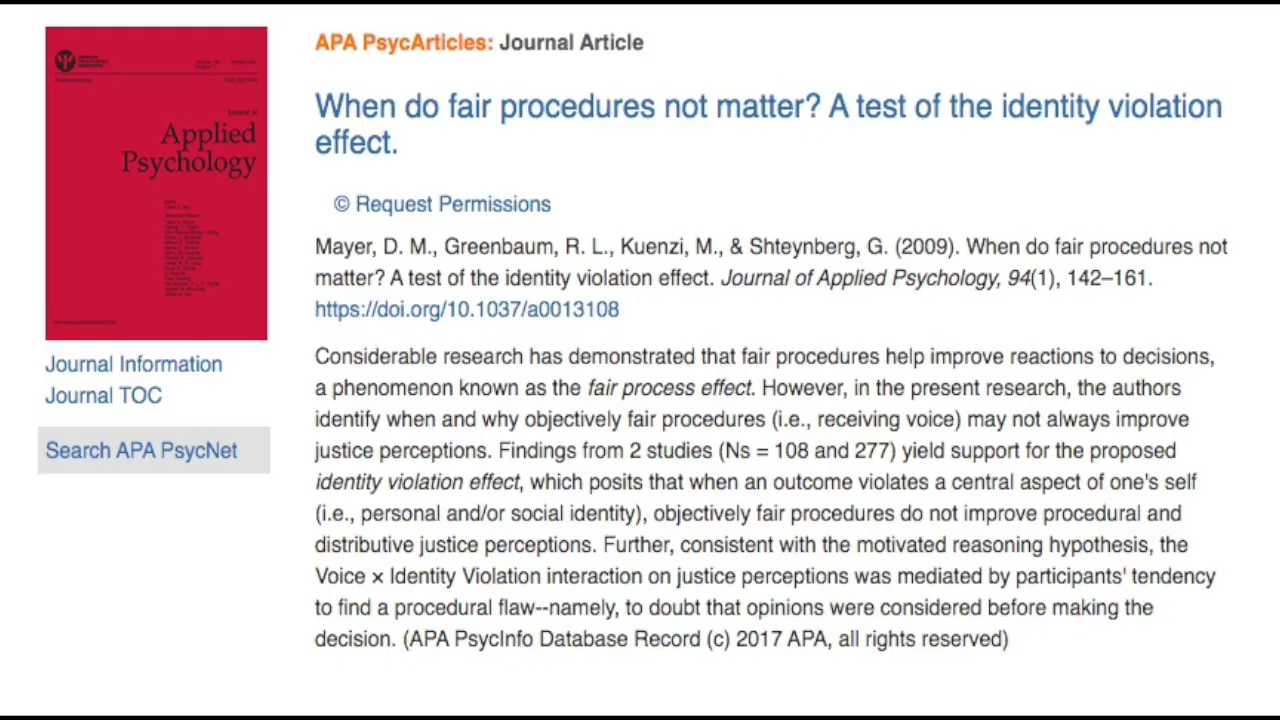 APA PsycArticles: Journal Article
When do fair procedures not matter? A test of the identity violation
effect.
© Request Permissions
Mayer, D. M., Greenbaum, R. L., Kuenzi, M., & Shteynberg, G. (2009). When do fair procedures not
matter? A test of the identity violation effect. Journal of Applied Psychology, 94(1), 142–161.
https://doi.org/10.1037/a0013108
Considerable research has demonstrated that fair procedures help improve reactions to decisions,
a phenomenon known as the fair process effect. However, in the present research, the authors
identify when and why objectively fair procedures (i.e., receiving voice) may not always improve
justice perceptions. Findings from 2 studies (Ns = 108 and 277) yield support for the proposed
identity violation effect, which posits that when an outcome violates a central aspect of one's self
(i.e., personal and/or social identity), objectively fair procedures do not improve procedural and
distributive justice perceptions. Further, consistent with the motivated reasoning hypothesis, the
Voice × Identity Violation interaction on justice perceptions was mediated by participants' tendency
to find a procedural flaw--namely, to doubt that opinions were considered before making the
decision. (APA PsycInfo Database Record (c) 2017 APA, all rights reserved)
Journal of
Applied
Psychology
Journal Information
Journal TOC
Search APA PsycNet